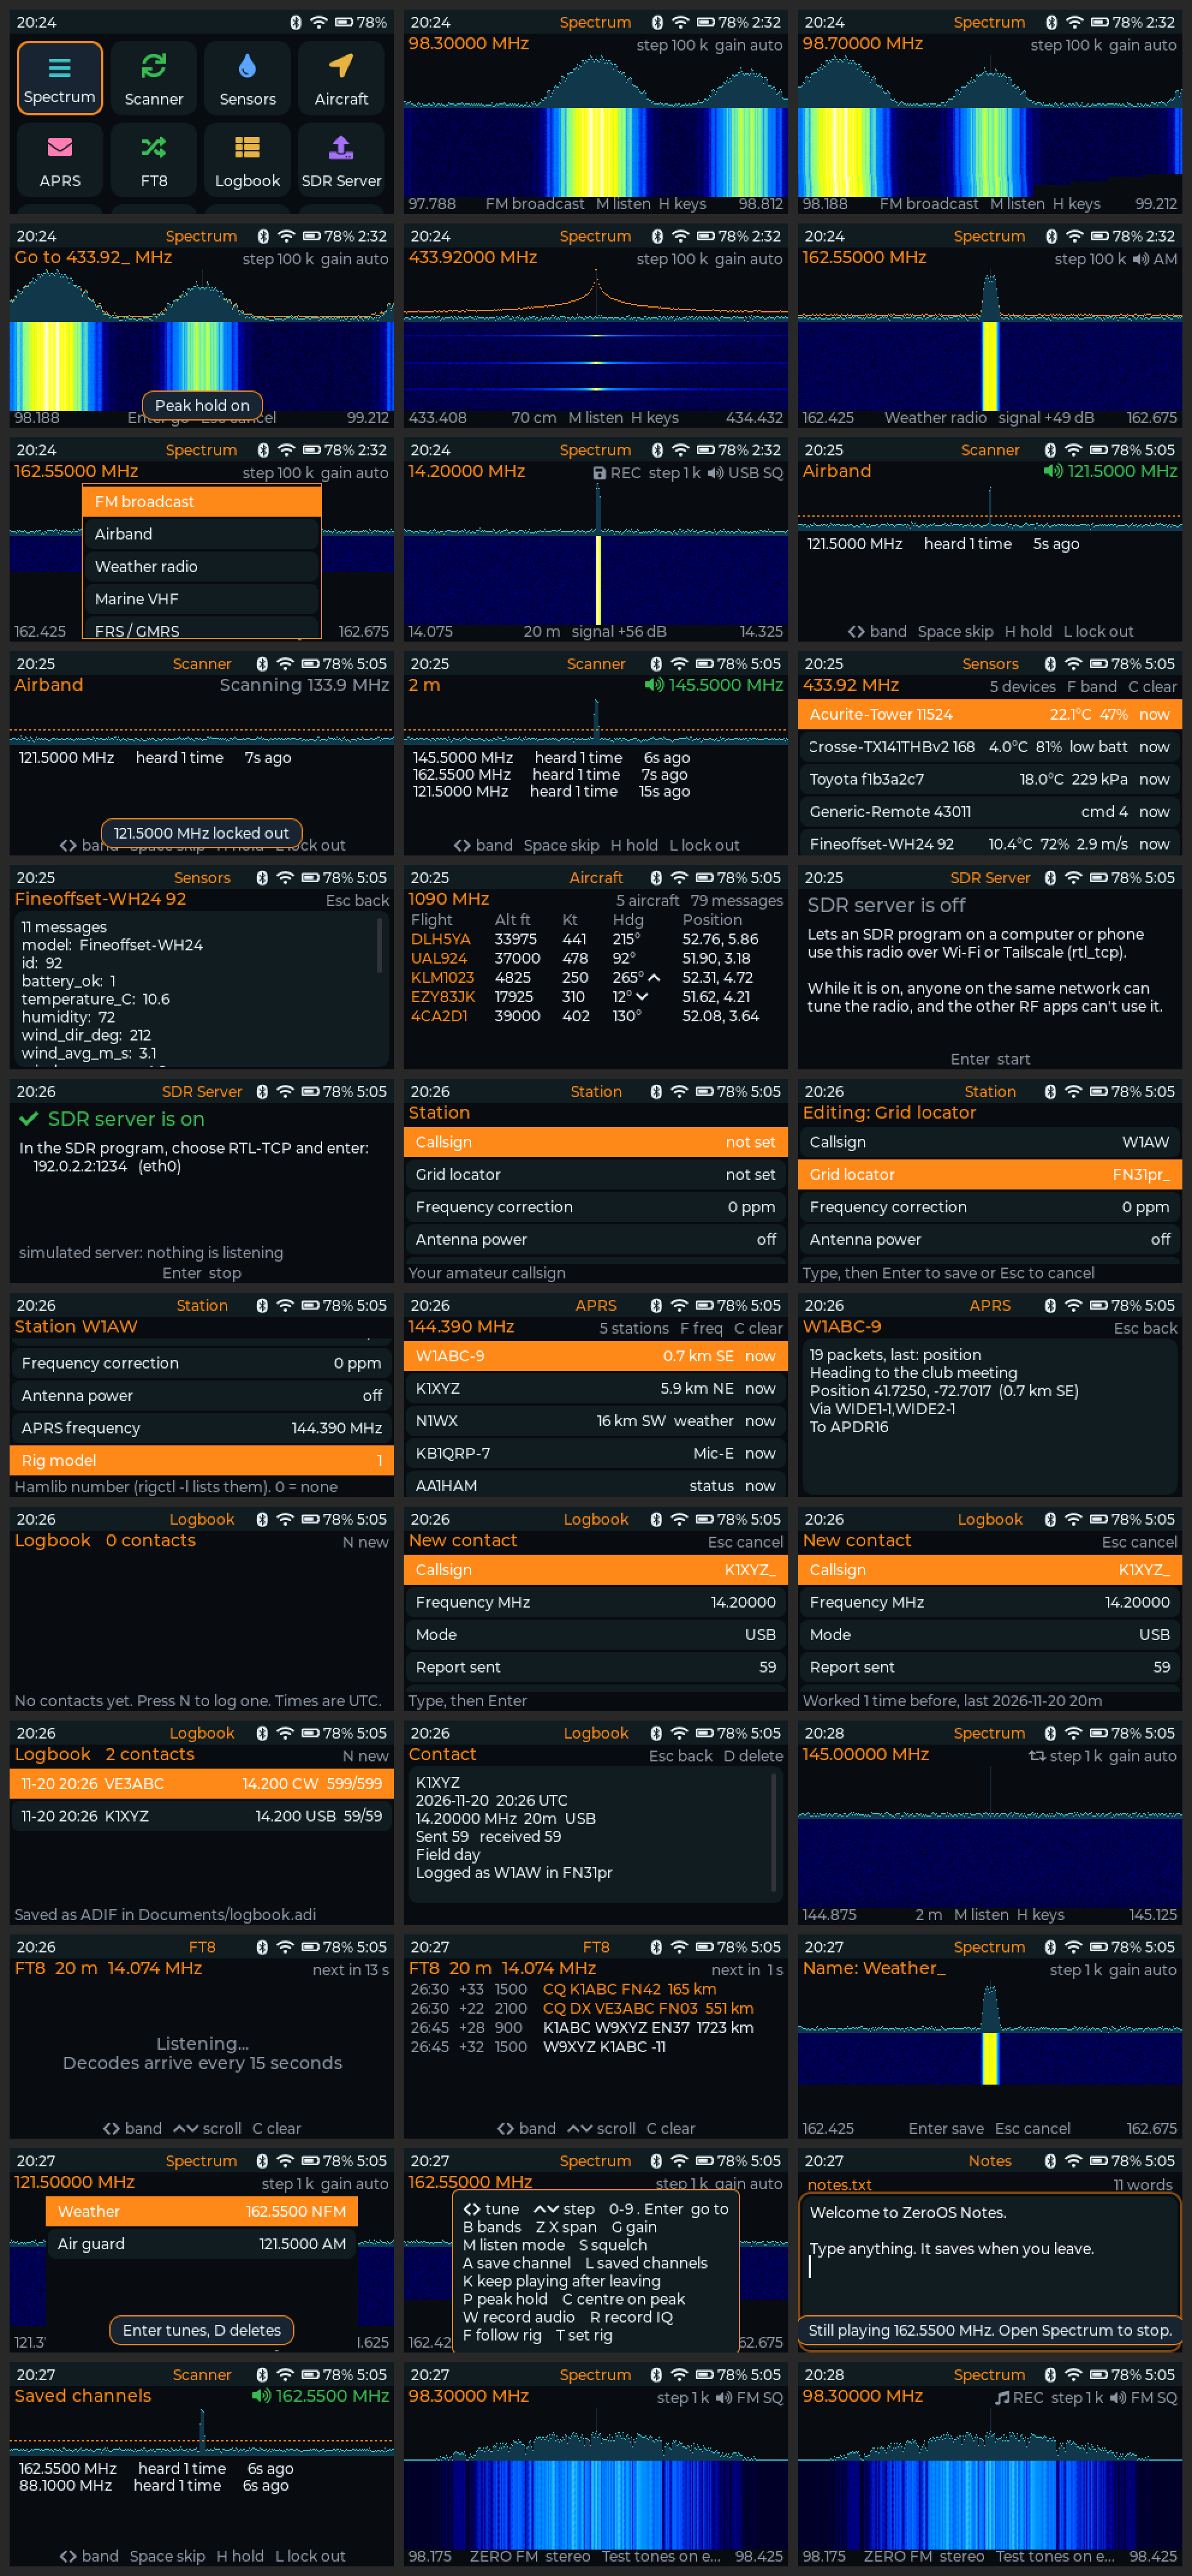 20:24 78%
Spectrum Scanner Sensors Aircraft
APRS FT8 Logbook SDR Server
20:24 Spectrum 78% 2:32
98.30000 MHz step 100 k gain auto
97.788 FM broadcast M listen H keys 98.812
20:24 Spectrum 78% 2:32
98.70000 MHz step 100 k gain auto
98.188 FM broadcast M listen H keys 99.212
20:24 Spectrum 78% 2:32
Go to 433.92_ MHz step 100 k gain auto
Peak hold on
98.188 99.212
20:24 Spectrum 78% 2:32
433.92000 MHz step 100 k gain auto
433.408 70 cm M listen H keys 434.432
20:24 Spectrum 78% 2:32
162.55000 MHz step 100 k AM
162.425 Weather radio signal +49 dB 162.675
20:24 Spectrum 78% 2:32
162.55000 MHz step 100 k gain auto
FM broadcast
Airband
Weather radio
Marine VHF
FRS / GMRS
162.425 162.675
20:24 Spectrum 78% 2:32
14.20000 MHz REC step 1 k USB SQ
14.075 20 m signal +56 dB 14.325
20:25 Scanner 78% 5:05
Airband 121.5000 MHz
121.5000 MHz heard 1 time 5s ago
band Space skip H hold L lock out
20:25 Scanner 78% 5:05
Airband Scanning 133.9 MHz
121.5000 MHz heard 1 time 7s ago
121.5000 MHz locked out
band Space skip H hold L lock out
20:25 Scanner 78% 5:05
2 m 145.5000 MHz
145.5000 MHz heard 1 time 6s ago
162.5500 MHz heard 1 time 7s ago
121.5000 MHz heard 1 time 15s ago
band Space skip H hold L lock out
20:25 Sensors 78% 5:05
433.92 MHz 5 devices F band C clear
Acurite-Tower 11524 22.1°C 47% now
Crosse-TX141THBv2 168 4.0°C 81% low batt now
Toyota f1b3a2c7 18.0°C 229 kPa now
Generic-Remote 43011 cmd 4 now
Fineoffset-WH24 92 10.4°C 72% 2.9 m/s now
20:25 Sensors 78% 5:05
Fineoffset-WH24 92 Esc back
11 messages
model: Fineoffset-WH24
id: 92
battery_ok: 1
temperature_C: 10.6
humidity: 72
wind_dir_deg: 212
wind_avg_m_s: 3.1
20:25 Aircraft 78% 5:05
1090 MHz 5 aircraft 79 messages
Flight Alt ft Kt Hdg Position
DLH5YA 33975 441 215° 52.76, 5.86
UAL924 37000 478 92° 51.90, 3.18
KLM1023 4825 250 265° 52.31, 4.72
EZY83JK 17925 310 12° 51.62, 4.21
4CA2D1 39000 402 130° 52.08, 3.64
20:25 SDR Server 78% 5:05
SDR server is off
Lets an SDR program on a computer or phone
use this radio over Wi-Fi or Tailscale (rtl_tcp).
While it is on, anyone on the same network can
tune the radio, and the other RF apps can't use it.
Enter start
20:26 SDR Server 78% 5:05
SDR server is on
In the SDR program, choose RTL-TCP and enter:
192.0.2.2:1234 (eth0)
simulated server: nothing is listening
Enter stop
20:26 Station 78% 5:05
Station
Callsign not set
Grid locator not set
Frequency correction 0 ppm
Antenna power off
Your amateur callsign
20:26 Station 78% 5:05
Editing: Grid locator
Callsign W1AW
Grid locator FN31pr_
Frequency correction 0 ppm
Antenna power off
Type, then Enter to save or Esc to cancel
20:26 Station 78% 5:05
Station W1AW
Frequency correction 0 ppm
Antenna power off
APRS frequency 144.390 MHz
Rig model 1
Hamlib number (rigctl -l lists them). 0 = none
20:26 APRS 78% 5:05
144.390 MHz 5 stations F freq C clear
W1ABC-9 0.7 km SE now
K1XYZ 5.9 km NE now
N1WX 16 km SW weather now
KB1QRP-7 Mic-E now
AA1HAM status now
20:26 APRS 78% 5:05
W1ABC-9 Esc back
19 packets, last: position
Heading to the club meeting
Position 41.7250, -72.7017 (0.7 km SE)
Via WIDE1-1,WIDE2-1
To APDR16
20:26 Logbook 78% 5:05
Logbook 0 contacts N new
No contacts yet. Press N to log one. Times are UTC.
20:26 Logbook 78% 5:05
New contact Esc cancel
Callsign K1XYZ_
Frequency MHz 14.20000
Mode USB
Report sent 59
Type, then Enter
20:26 Logbook 78% 5:05
New contact Esc cancel
Callsign K1XYZ_
Frequency MHz 14.20000
Mode USB
Report sent 59
Worked 1 time before, last 2026-11-20 20m
20:26 Logbook 78% 5:05
Logbook 2 contacts N new
11-20 20:26 VE3ABC 14.200 CW 599/599
11-20 20:26 K1XYZ 14.200 USB 59/59
Saved as ADIF in Documents/logbook.adi
20:26 Logbook 78% 5:05
Contact Esc back D delete
K1XYZ
2026-11-20 20:26 UTC
14.20000 MHz 20m USB
Sent 59 received 59
Field day
Logged as W1AW in FN31pr
20:28 Spectrum 78% 5:05
145.00000 MHz step 1 k gain auto
144.875 2 m M listen H keys 145.125
20:26 FT8 78% 5:05
FT8 20 m 14.074 MHz next in 13 s
Listening...
Decodes arrive every 15 seconds
band scroll C clear
20:27 FT8 78% 5:05
FT8 20 m 14.074 MHz next in 1 s
26:30 +33 1500 CQ K1ABC FN42 165 km
26:30 +22 2100 CQ DX VE3ABC FN03 551 km
26:45 +28 900 K1ABC W9XYZ EN37 1723 km
26:45 +32 1500 W9XYZ K1ABC -11
band scroll C clear
20:27 Spectrum 78% 5:05
Name: Weather_ step 1 k gain auto
162.425 Enter save Esc cancel 162.675
20:27 Spectrum 78% 5:05
121.50000 MHz step 1 k gain auto
Weather 162.5500 NFM
Air guard 121.5000 AM
Enter tunes, D deletes
20:27 Spectrum 78% 5:05
162.55000 MHz step 1 k gain auto
tune step 0-9 . Enter go to
B bands Z X span G gain
M listen mode S squelch
A save channel L saved channels
K keep playing after leaving
P peak hold C centre on peak
W record audio R record IQ
F follow rig T set rig
20:27 Notes 78% 5:05
notes.txt 11 words
Welcome to ZeroOS Notes.
Type anything. It saves when you leave.
Still playing 162.5500 MHz. Open Spectrum to stop.
20:27 Scanner 78% 5:05
Saved channels 162.5500 MHz
162.5500 MHz heard 1 time 6s ago
88.1000 MHz heard 1 time 6s ago
band Space skip H hold L lock out
20:27 Spectrum 78% 5:05
98.30000 MHz step 1 k FM SQ
98.175 ZERO FM stereo Test tones on e... 98.425
20:28 Spectrum 78% 5:05
98.30000 MHz REC step 1 k FM SQ
98.175 ZERO FM stereo Test tones on e... 98.425